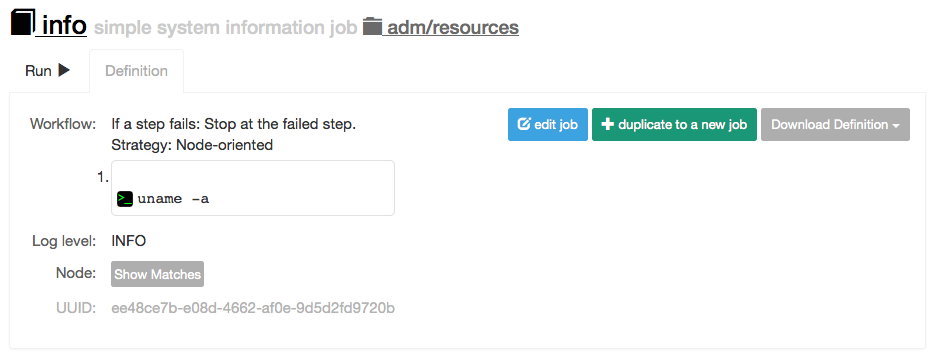 info simple system information job adm/resources
Run Definition
Workflow: If a step fails: Stop at the failed step.
Strategy: Node-oriented
edit job duplicate to a new job Download Definition
1.
>_ uname -a
Log level: INFO
Node: Show Matches
UUID: ee48ce7b-e08d-4662-af0e-9d5d2fd9720b